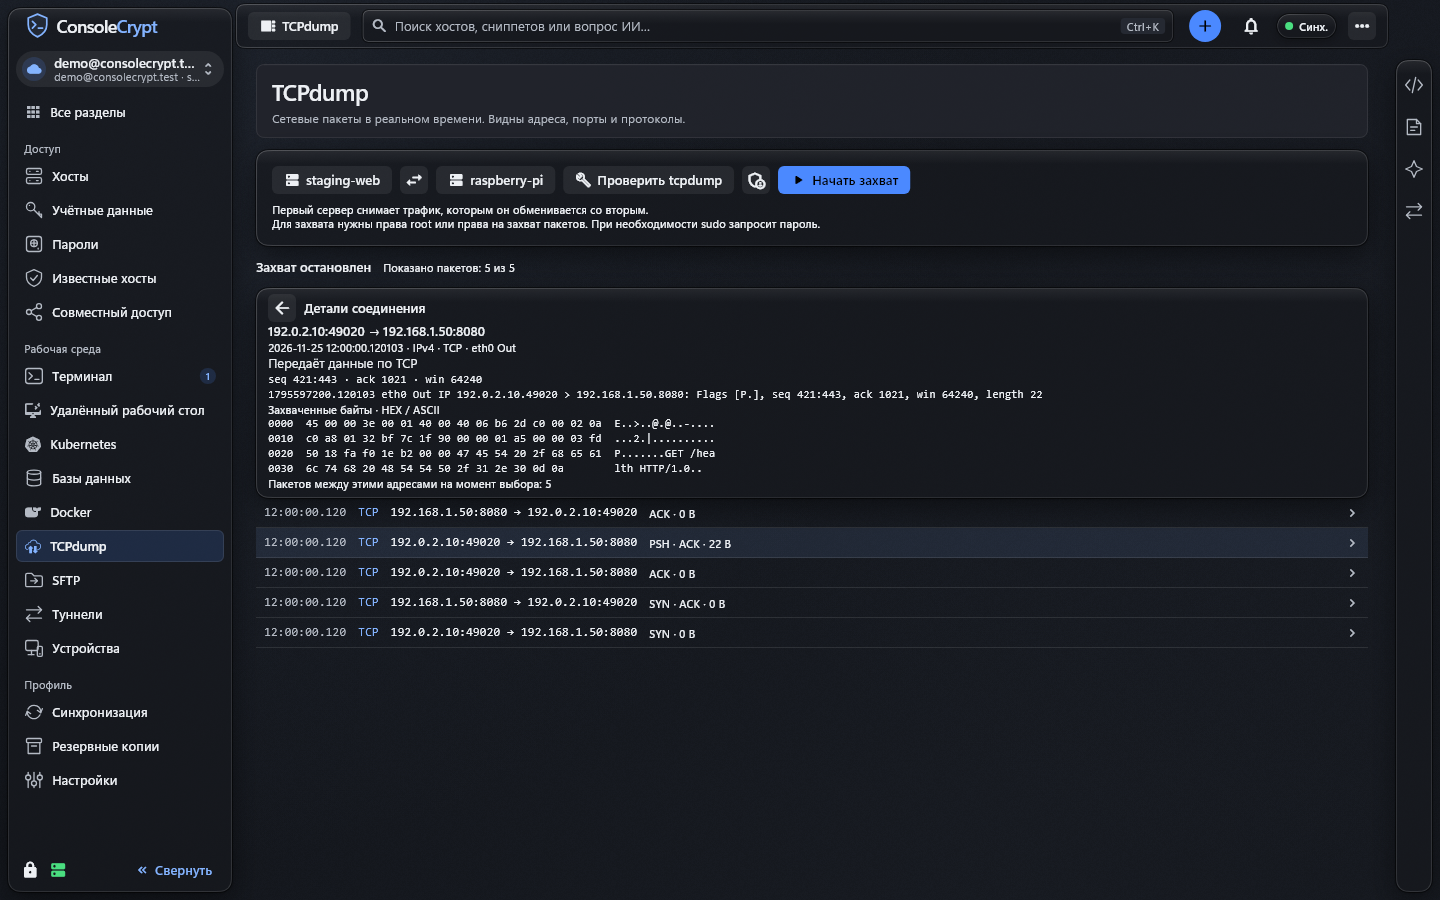 ConsoleCrypt
demo@consolecrypt.t...
demo@consolecrypt.test · s...
Все разделы
Доступ
Хосты
Учётные данные
Пароли
Известные хосты
Совместный доступ
Рабочая среда
Терминал 1
Удалённый рабочий стол
Kubernetes
Базы данных
Docker
TCPdump
SFTP
Туннели
Устройства
Профиль
Синхронизация
Резервные копии
Настройки
« Свернуть
TCPdump
Поиск хостов, сниппетов или вопрос ИИ...
Ctrl+K
Синх.
TCPdump
Сетевые пакеты в реальном времени. Видны адреса, порты и протоколы.
staging-web
raspberry-pi
Проверить tcpdump
Начать захват
Первый сервер снимает трафик, которым он обменивается со вторым.
Для захвата нужны права root или права на захват пакетов. При необходимости sudo запросит пароль.
Захват остановлен Показано пакетов: 5 из 5
Детали соединения
192.0.2.10:49020 → 192.168.1.50:8080
2026-11-25 12:00:00.120103 · IPv4 · TCP · eth0 Out
Передаёт данные по TCP
seq 421:443 · ack 1021 · win 64240
1795597200.120103 eth0 Out IP 192.0.2.10.49020 > 192.168.1.50.8080: Flags [P.], seq 421:443, ack 1021, win 64240, length 22
Захваченные байты · HEX / ASCII
0000 45 00 00 3e 00 01 40 00 40 06 b6 2d c0 00 02 0a E..>..@.@..-....
0010 c0 a8 01 32 bf 7c 1f 90 00 00 01 a5 00 00 03 fd ...2.|..........
0020 50 18 fa f0 1e b2 00 00 47 45 54 20 2f 68 65 61 P.......GET /hea
0030 6c 74 68 20 48 54 54 50 2f 31 2e 30 0d 0a lth HTTP/1.0..
Пакетов между этими адресами на момент выбора: 5
12:00:00.120 TCP 192.168.1.50:8080 → 192.0.2.10:49020 ACK · 0 B
12:00:00.120 TCP 192.0.2.10:49020 → 192.168.1.50:8080 PSH · ACK · 22 B
12:00:00.120 TCP 192.0.2.10:49020 → 192.168.1.50:8080 ACK · 0 B
12:00:00.120 TCP 192.168.1.50:8080 → 192.0.2.10:49020 SYN · ACK · 0 B
12:00:00.120 TCP 192.0.2.10:49020 → 192.168.1.50:8080 SYN · 0 B